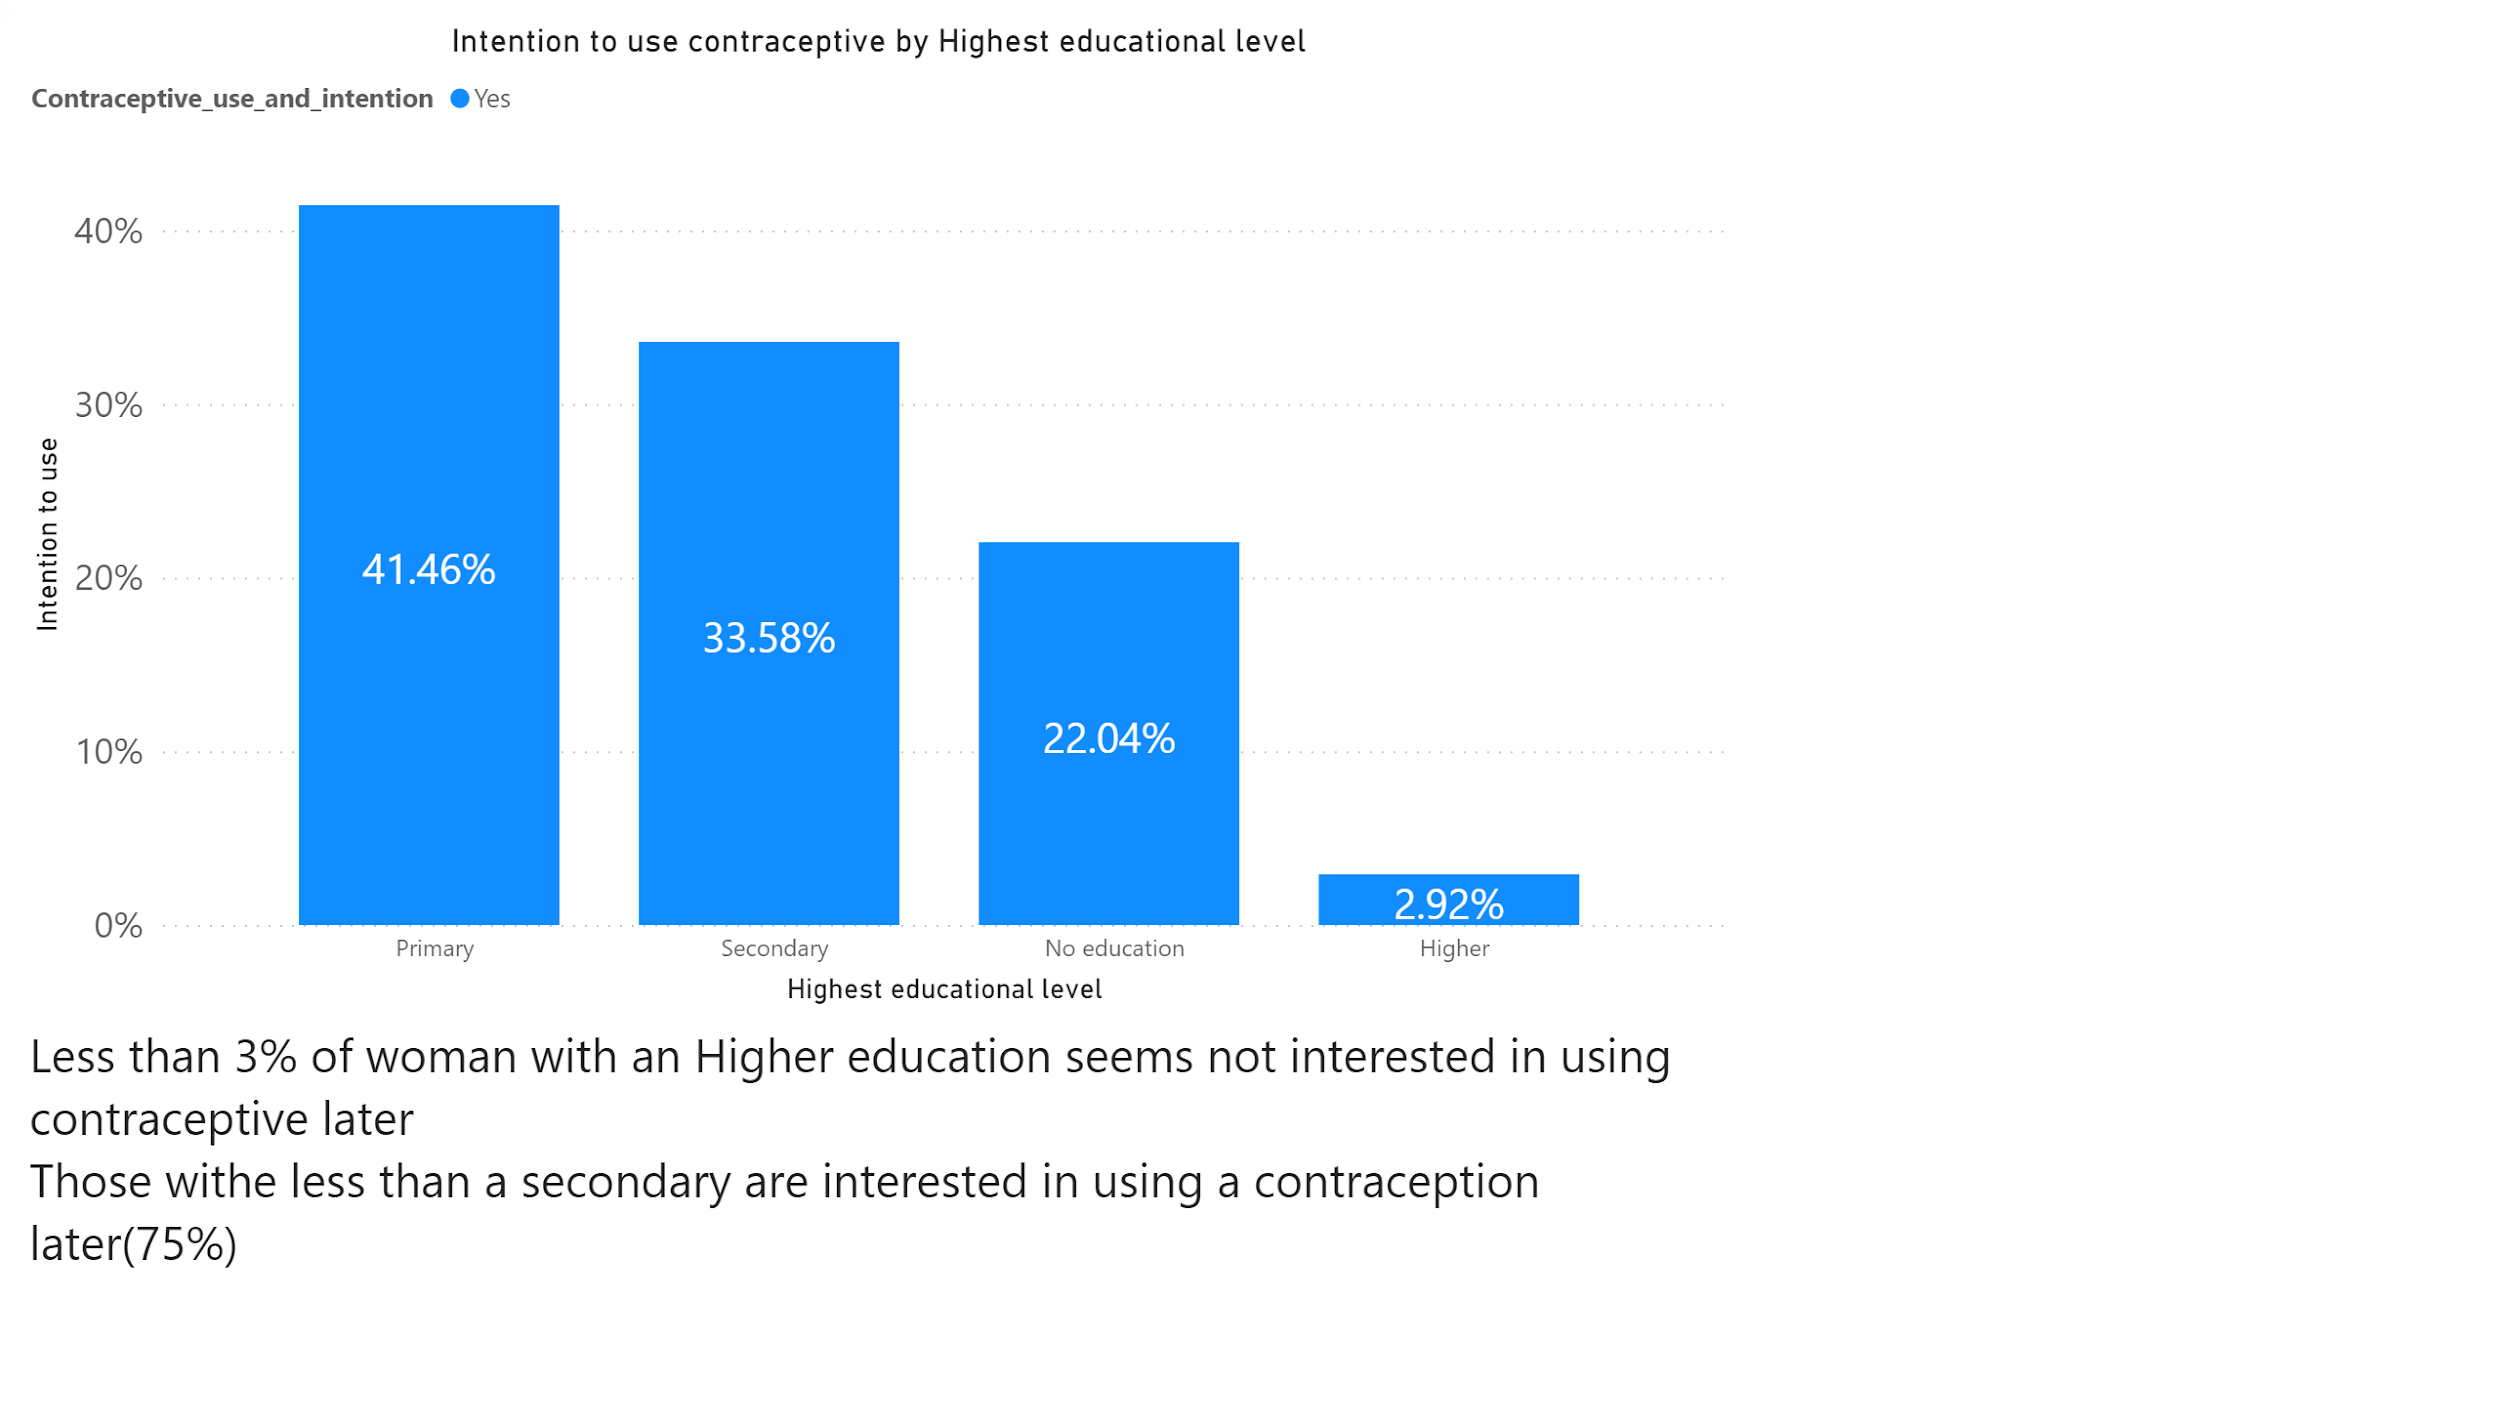 Intention to use contraceptive by Highest educational level
Contraceptive_use_and_intention Yes
Intention to use
40%
30%
20%
10%
0%
41.46%
33.58%
22.04%
2.92%
Primary
Secondary
No education
Higher
Highest educational level
Less than 3% of woman with an Higher education seems not interested in using
contraceptive later
Those withe less than a secondary are interested in using a contraception
later(75%)